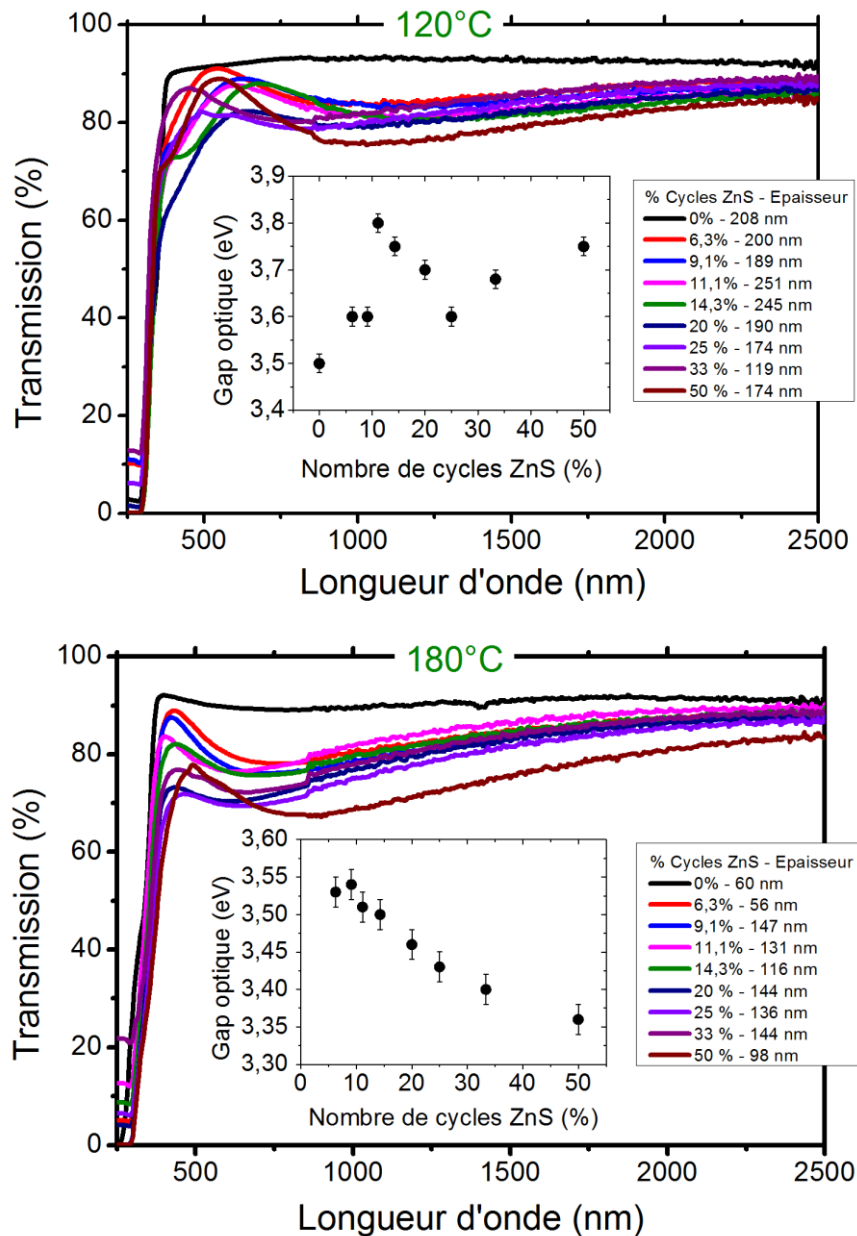 120°C
100
80
60
40
20
0
Transmission (%)
500 1000 1500 2000 2500
Longueur d'onde (nm)
3,9
3,8
3,7
3,6
3,5
3,4
Gap optique (eV)
0 10 20 30 40 50
Nombre de cycles ZnS (%)
% Cycles ZnS - Epaisseur
0% - 208 nm
6,3% - 200 nm
9,1% - 189 nm
11,1% - 251 nm
14,3% - 245 nm
20 % - 190 nm
25 % - 174 nm
33 % - 119 nm
50 % - 174 nm
180°C
100
80
60
40
20
0
Transmission (%)
500 1000 1500 2000 2500
Longueur d'onde (nm)
3,60
3,55
3,50
3,45
3,40
3,35
3,30
Gap optique (eV)
0 10 20 30 40 50
Nombre de cycles ZnS (%)
% Cycles ZnS - Epaisseur
0% - 60 nm
6,3% - 56 nm
9,1% - 147 nm
11,1% - 131 nm
14,3% - 116 nm
20 % - 144 nm
25 % - 136 nm
33 % - 144 nm
50 % - 98 nm